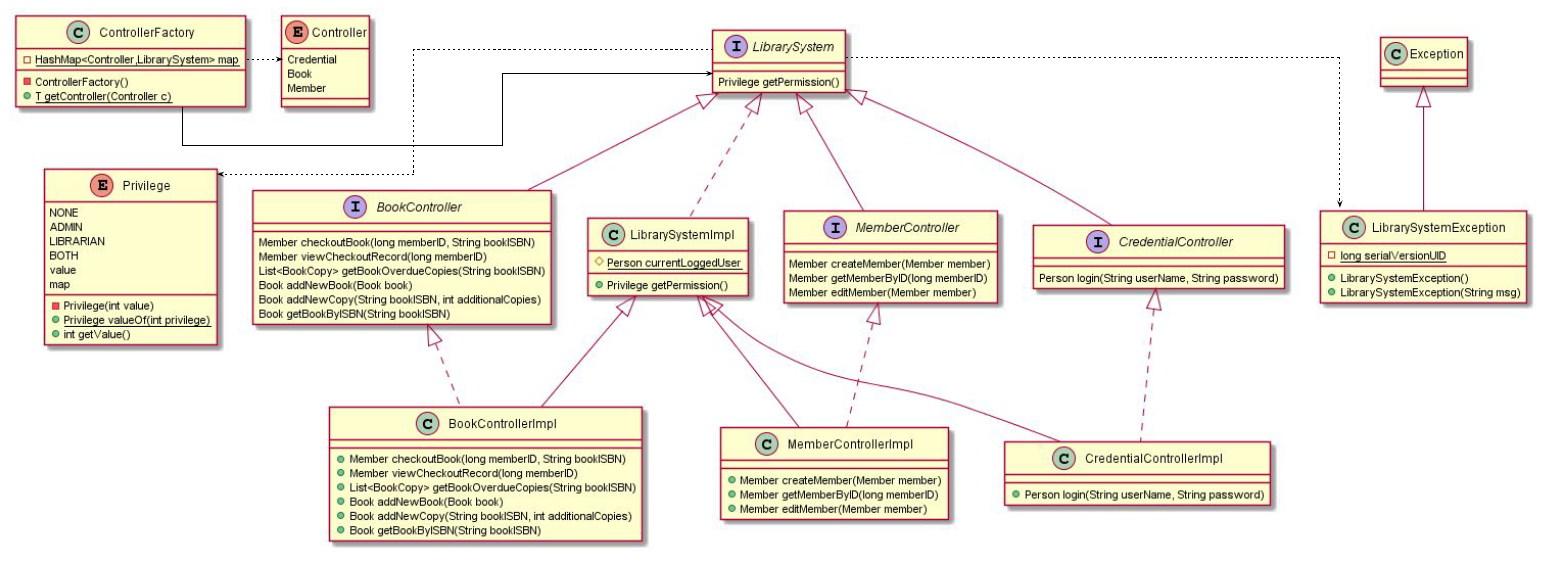 C ControllerFactory
HashMap<Controller,LibrarySystem> map
ControllerFactory()
T getController(Controller c)
E Controller
Credential
Book
Member
I LibrarySystem
Privilege getPermission()
C Exception
E Privilege
NONE
ADMIN
LIBRARIAN
BOTH
value
map
Privilege(int value)
Privilege valueOf(int privilege)
int getValue()
I BookController
Member checkoutBook(long memberID, String bookISBN)
Member viewCheckoutRecord(long memberID)
List<BookCopy> getBookOverdueCopies(String bookISBN)
Book addNewBook(Book book)
Book addNewCopy(String bookISBN, int additionalCopies)
Book getBookByISBN(String bookISBN)
C LibrarySystemImpl
Person currentLoggedUser
Privilege getPermission()
I MemberController
Member createMember(Member member)
Member getMemberByID(long memberID)
Member editMember(Member member)
I CredentialController
Person login(String userName, String password)
C LibrarySystemException
long serialVersionUID
LibrarySystemException()
LibrarySystemException(String msg)
C BookControllerImpl
Member checkoutBook(long memberID, String bookISBN)
Member viewCheckoutRecord(long memberID)
List<BookCopy> getBookOverdueCopies(String bookISBN)
Book addNewBook(Book book)
Book addNewCopy(String bookISBN, int additionalCopies)
Book getBookByISBN(String bookISBN)
C MemberControllerImpl
Member createMember(Member member)
Member getMemberByID(long memberID)
Member editMember(Member member)
C CredentialControllerImpl
Person login(String userName, String password)